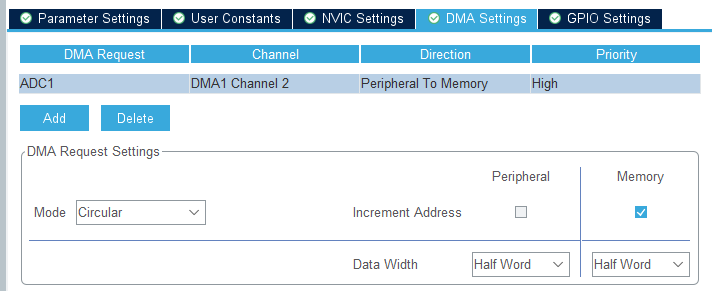 Parameter Settings User Constants NVIC Settings DMA Settings GPIO Settings
DMA Request Channel Direction Priority
ADC1 DMA1 Channel 2 Peripheral To Memory High
Add Delete
DMA Request Settings
Peripheral Memory
Mode Circular Increment Address
Data Width Half Word Half Word